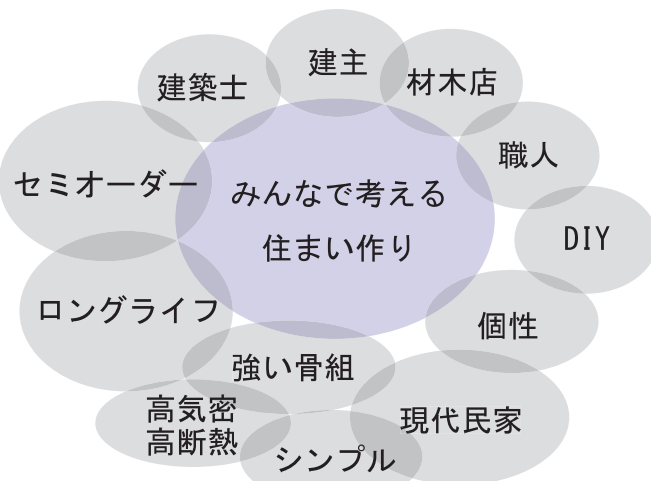 建主
建築士
材木店
職人
セミオーダー
みんなで考える
住まい作り
DIY
ロングライフ
個性
強い骨組
高気密
高断熱
現代民家
シンプル